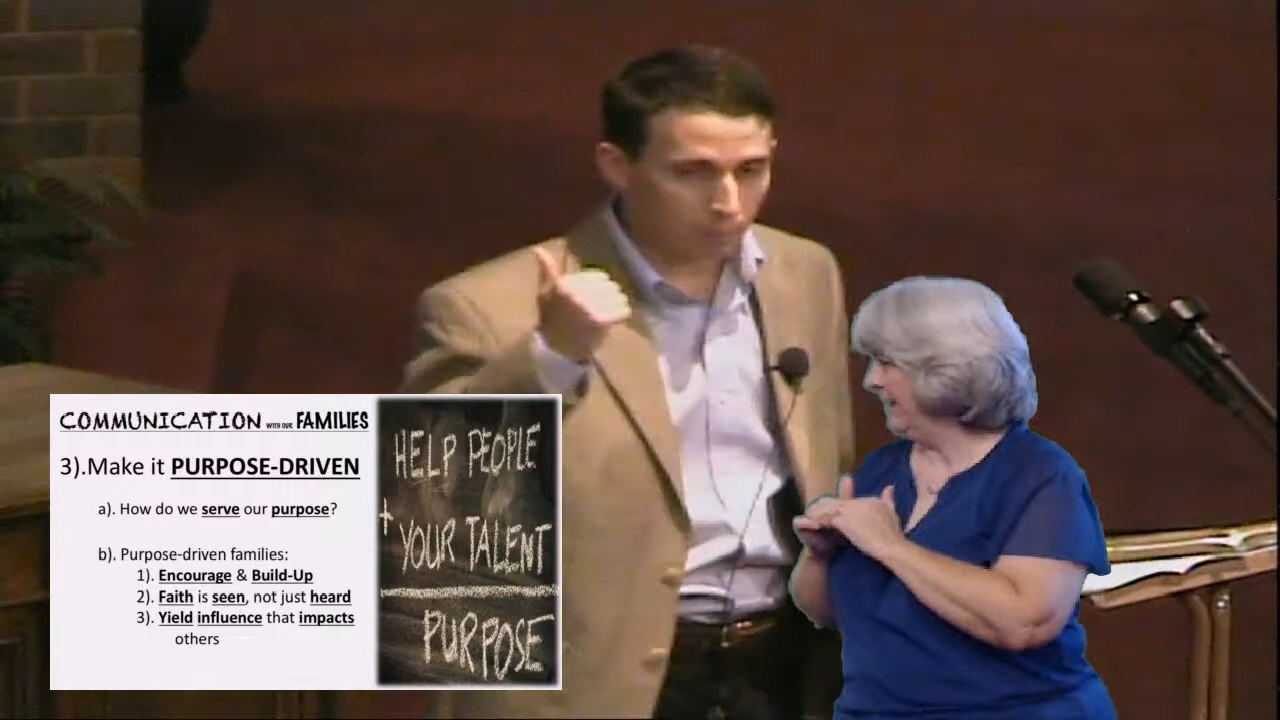 COMMUNICATION WITH OUR FAMILIES
3).Make it PURPOSE-DRIVEN
a). How do we serve our purpose?
b). Purpose-driven families:
1). Encourage & Build-Up
2). Faith is seen, not just heard
3). Yield influence that impacts
others
HELP PEOPLE
+ YOUR TALENT
PURPOSE